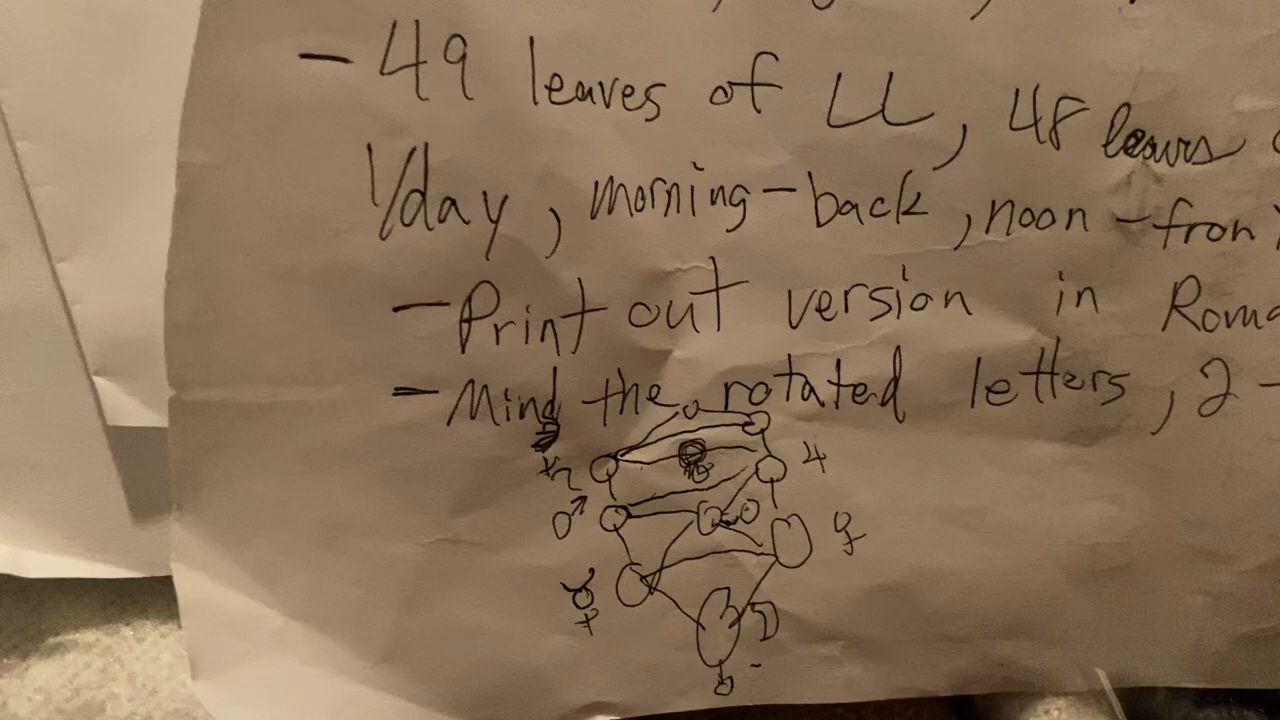 - 49 leaves of LL, 48 leaves
1/day, morning-back, noon-fron
- Print out version in Roma
- Mind the rotated letters, 2-
♄
♃
♂
♀
☿